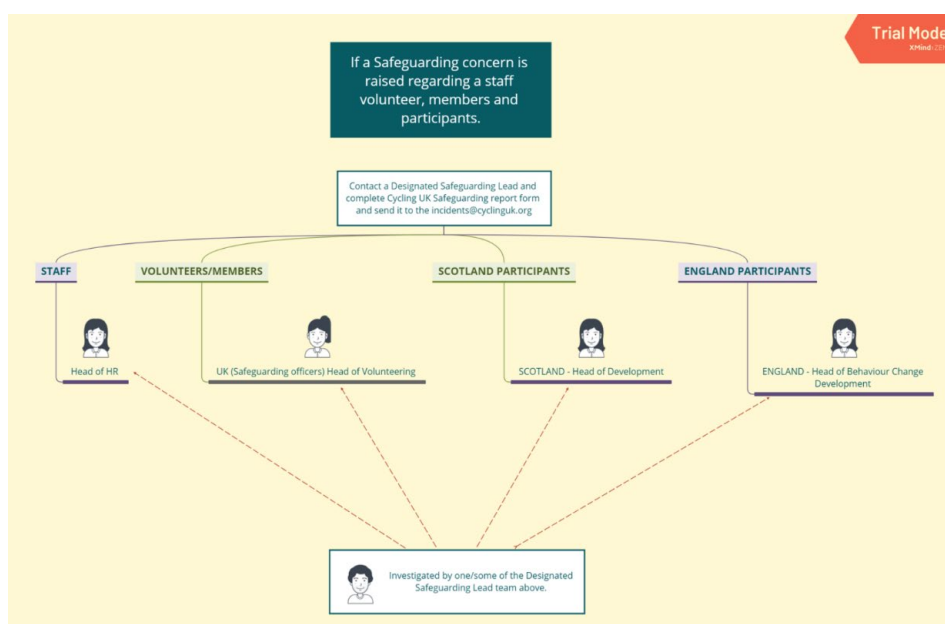 Trial Mode
If a Safeguarding concern is
raised regarding a staff
volunteer, members and
participants.
Contact a Designated Safeguarding Lead and
complete Cycling UK Safeguarding report form
and send it to the incidents@cyclinguk.org
STAFF
VOLUNTEERS/MEMBERS
SCOTLAND PARTICIPANTS
ENGLAND PARTICIPANTS
Head of HR
UK (Safeguarding officers) Head of Volunteering
SCOTLAND - Head of Development
ENGLAND - Head of Behaviour Change
Development
Investigated by one/some of the Designated
Safeguarding Lead team above.